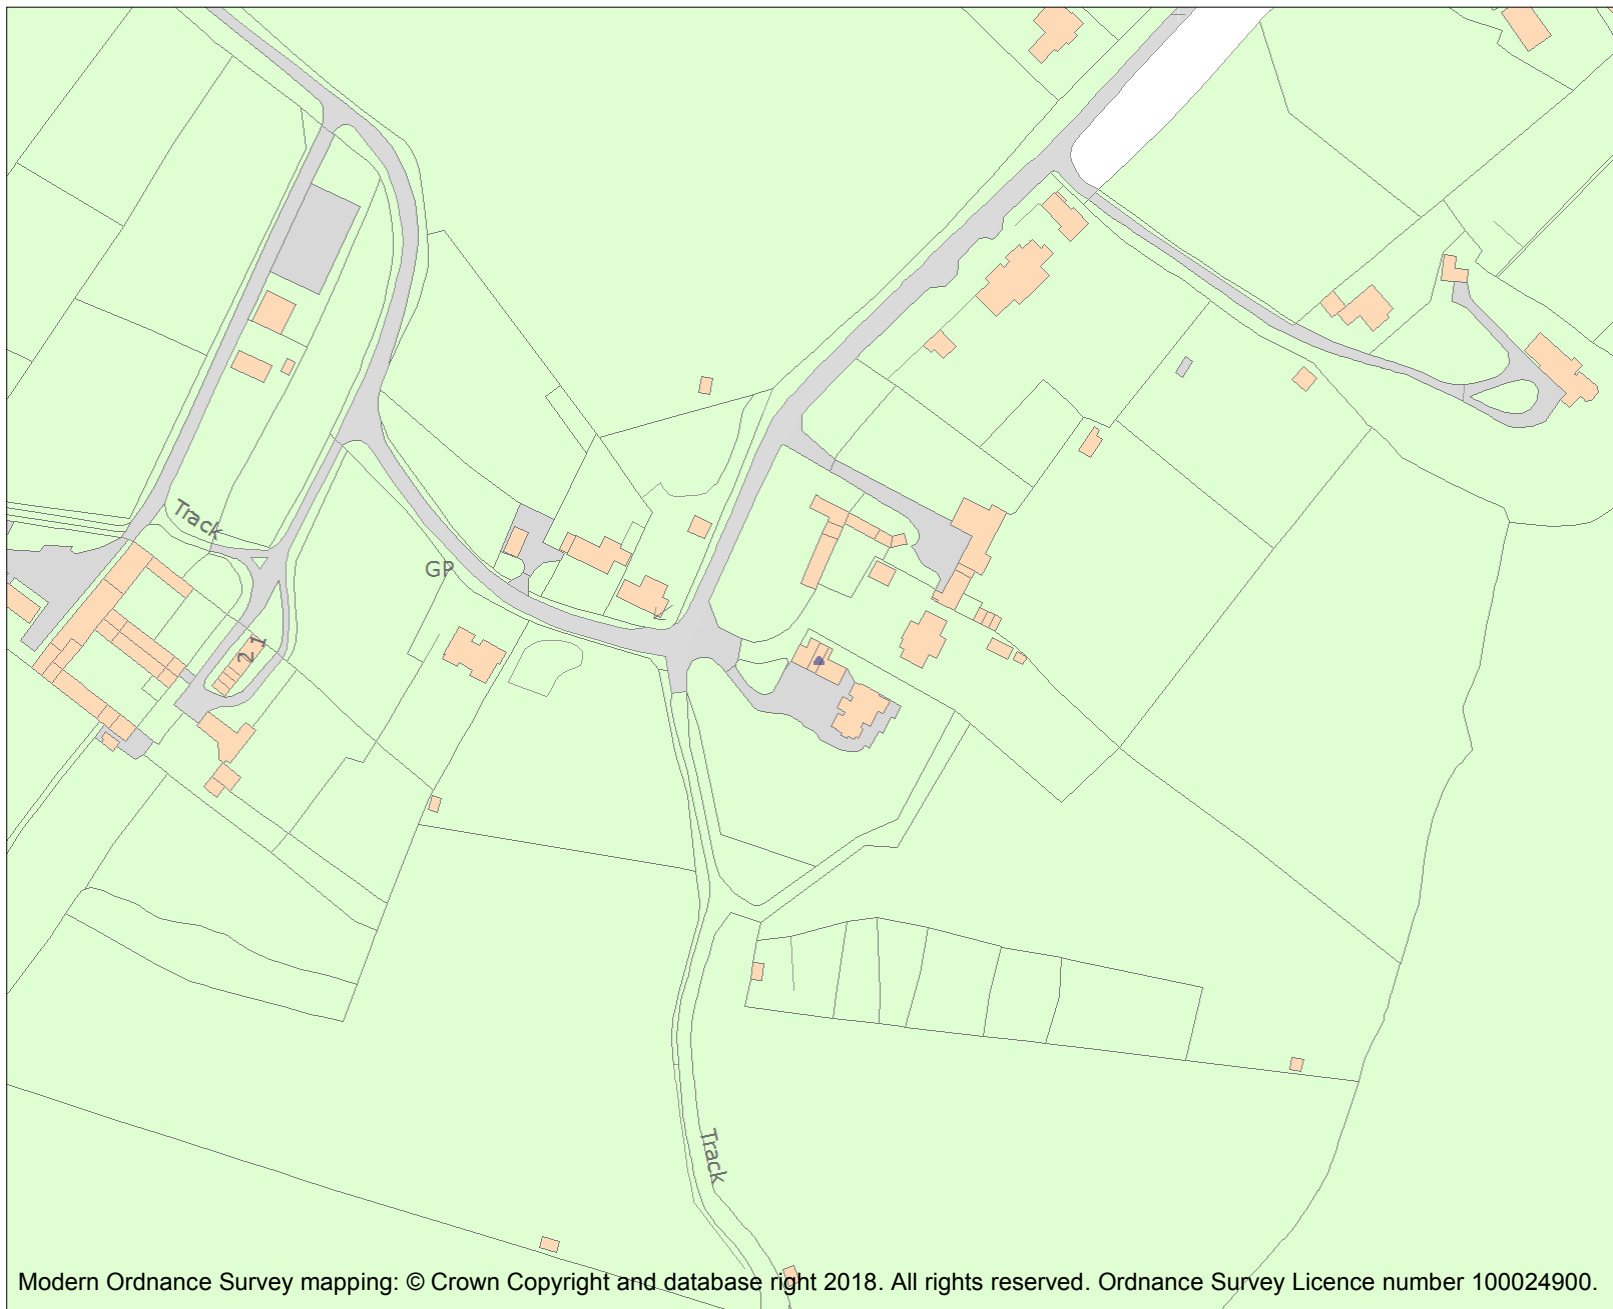 Track
GP
2 1
Track
Modern Ordnance Survey mapping: © Crown Copyright and database right 2018. All rights reserved. Ordnance Survey Licence number 100024900.